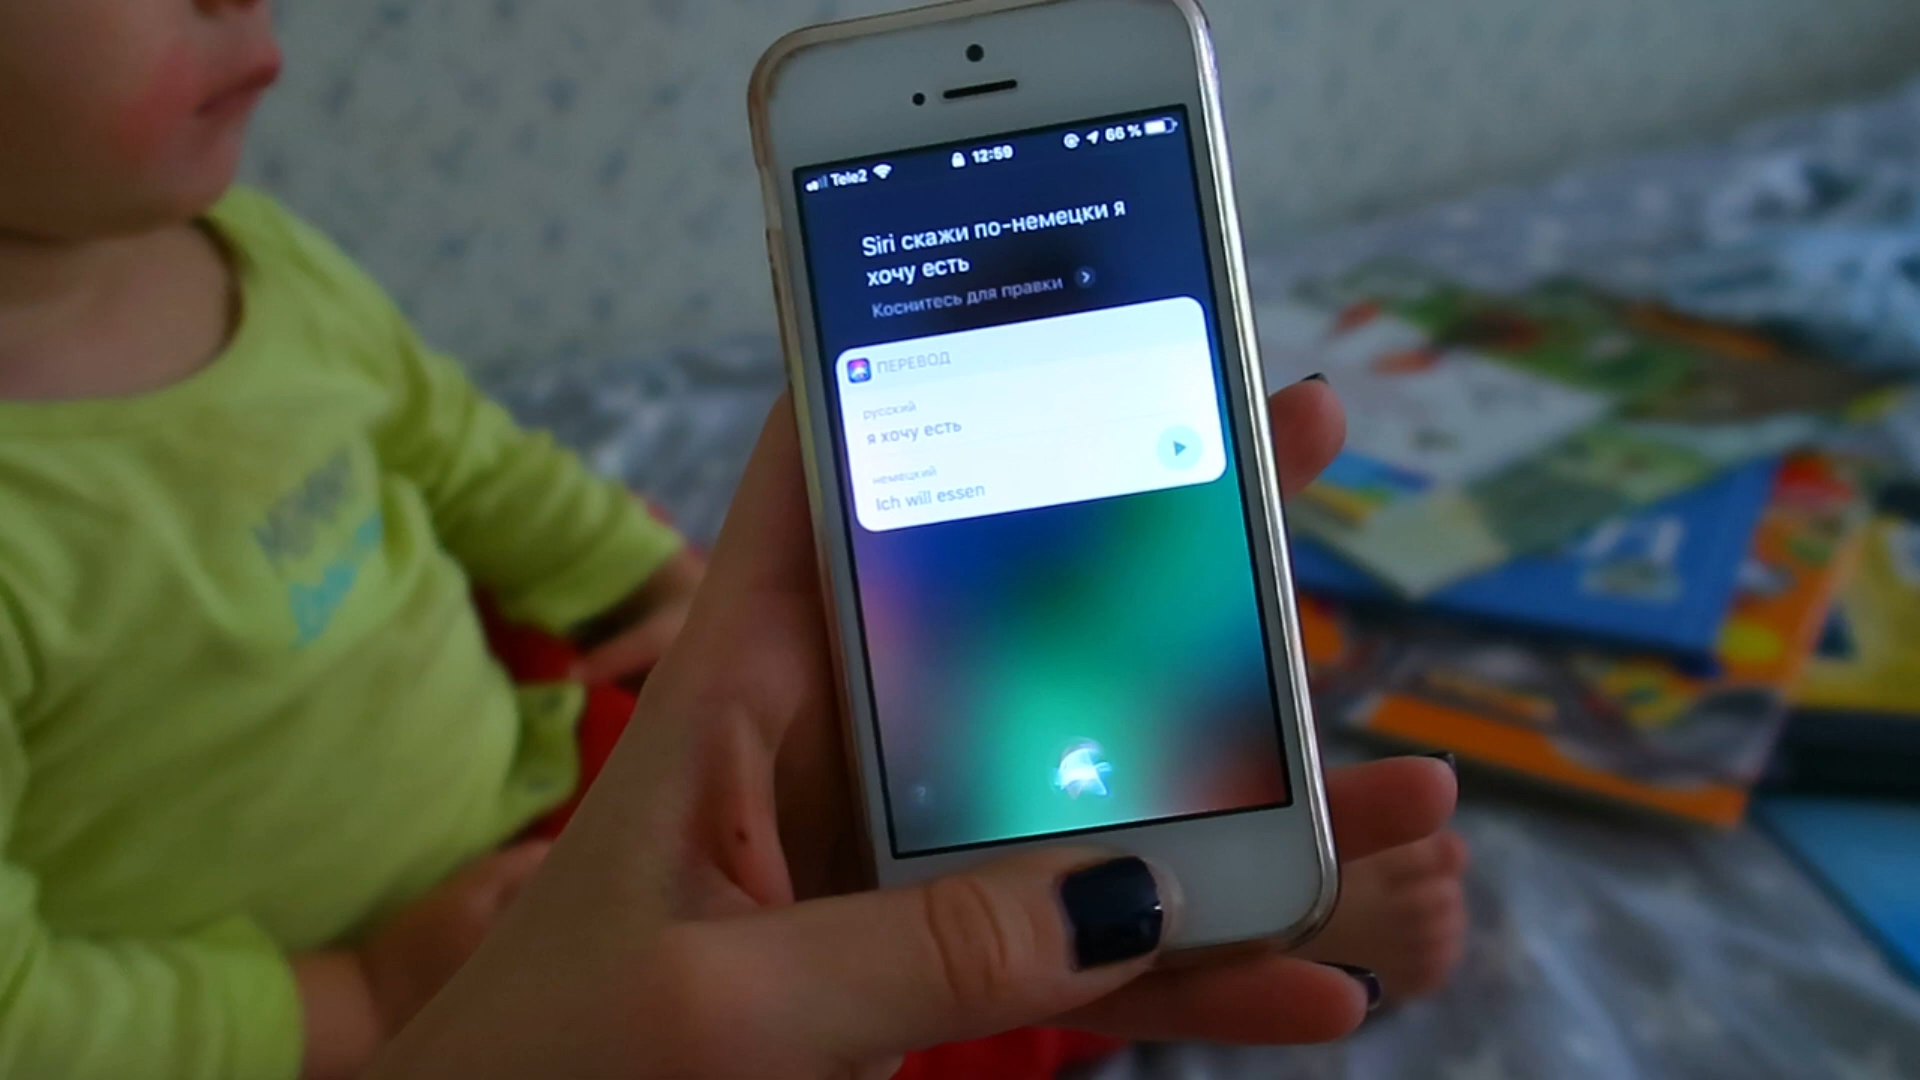 Tele2 12:59 66 %
Siri скажи по-немецки я
хочу есть
Коснитесь для правки
ПЕРЕВОД
русский
я хочу есть
немецкий
Ich will essen
?